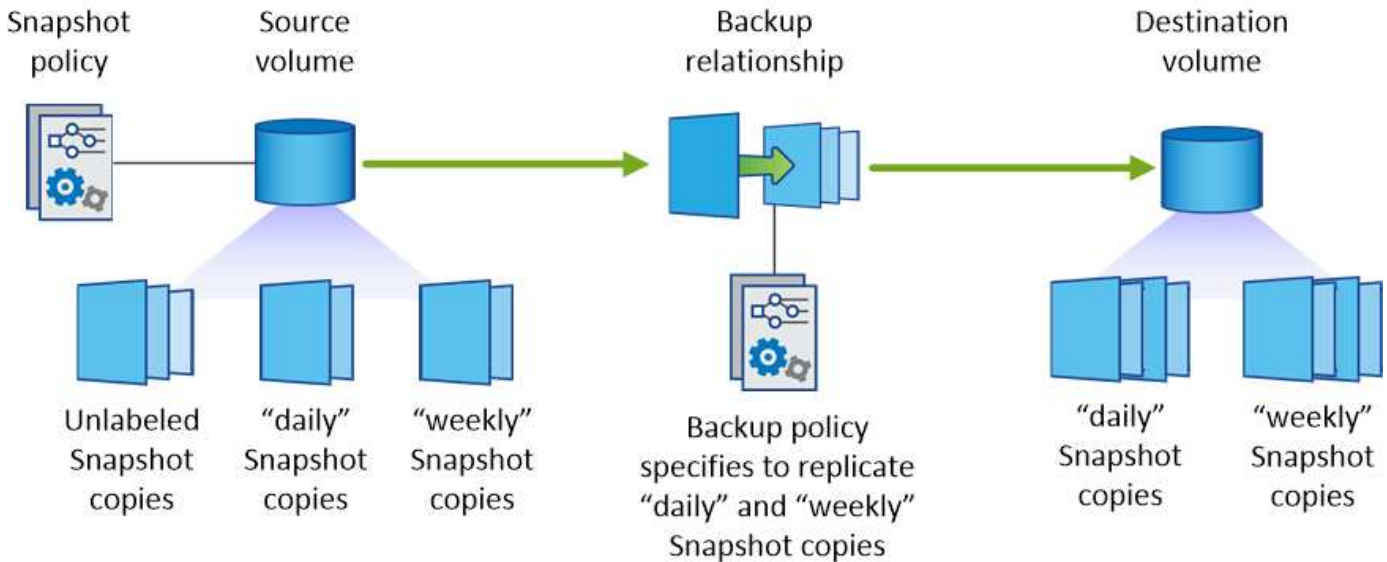 Snapshot
policy
Source
volume
Backup
relationship
Destination
volume
Unlabeled
Snapshot
copies
“daily”
Snapshot
copies
“weekly”
Snapshot
copies
Backup policy
specifies to replicate
“daily” and “weekly”
Snapshot copies
“daily”
Snapshot
copies
“weekly”
Snapshot
copies